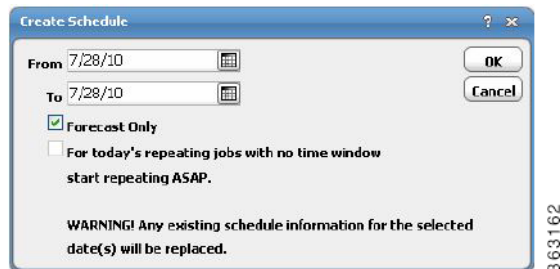 Create Schedule
From 7/28/10
OK
To 7/28/10
Cancel
Forecast Only
For today's repeating jobs with no time window
start repeating ASAP.
WARNING! Any existing schedule information for the selected
date(s) will be replaced.
363162